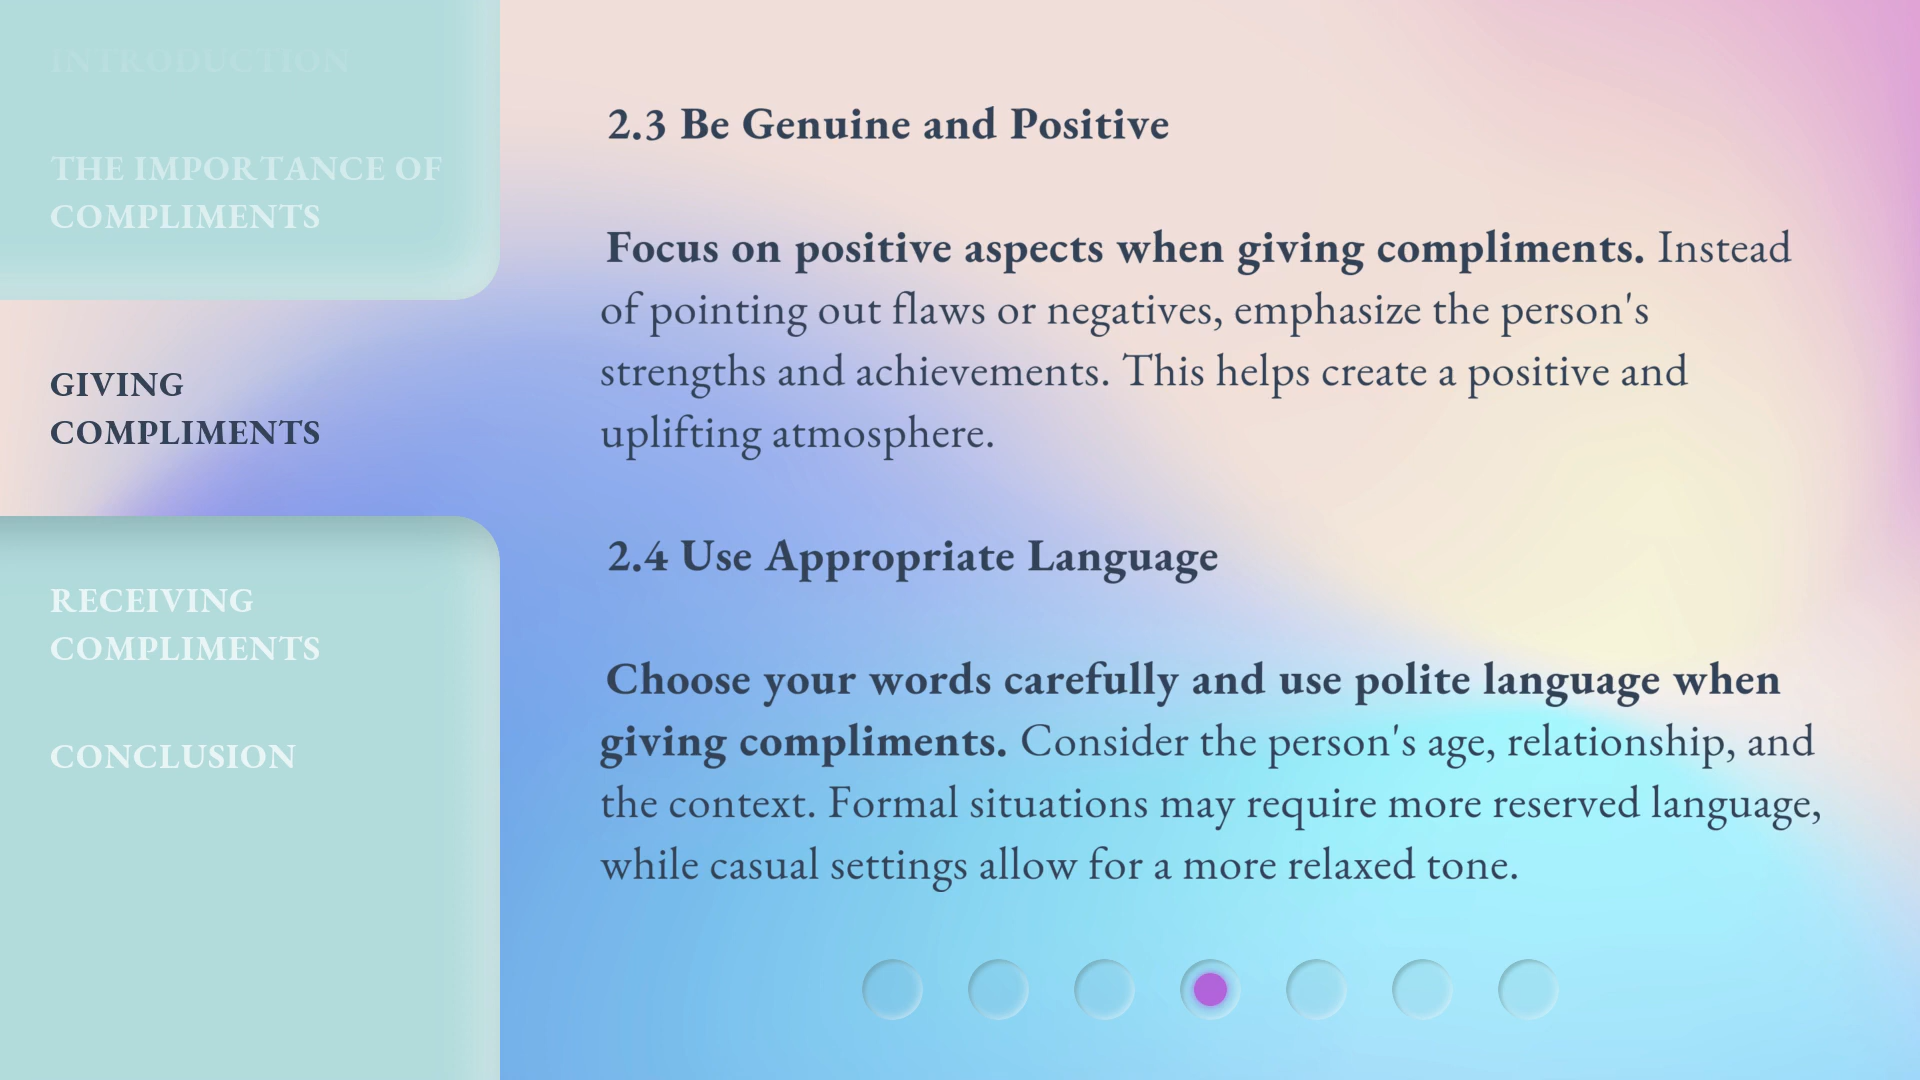 INTRODUCTION
THE IMPORTANCE OF
COMPLIMENTS
GIVING
COMPLIMENTS
RECEIVING
COMPLIMENTS
CONCLUSION
2.3 Be Genuine and Positive
Focus on positive aspects when giving compliments. Instead
of pointing out flaws or negatives, emphasize the person's
strengths and achievements. This helps create a positive and
uplifting atmosphere.
2.4 Use Appropriate Language
Choose your words carefully and use polite language when
giving compliments. Consider the person's age, relationship, and
the context. Formal situations may require more reserved language,
while casual settings allow for a more relaxed tone.